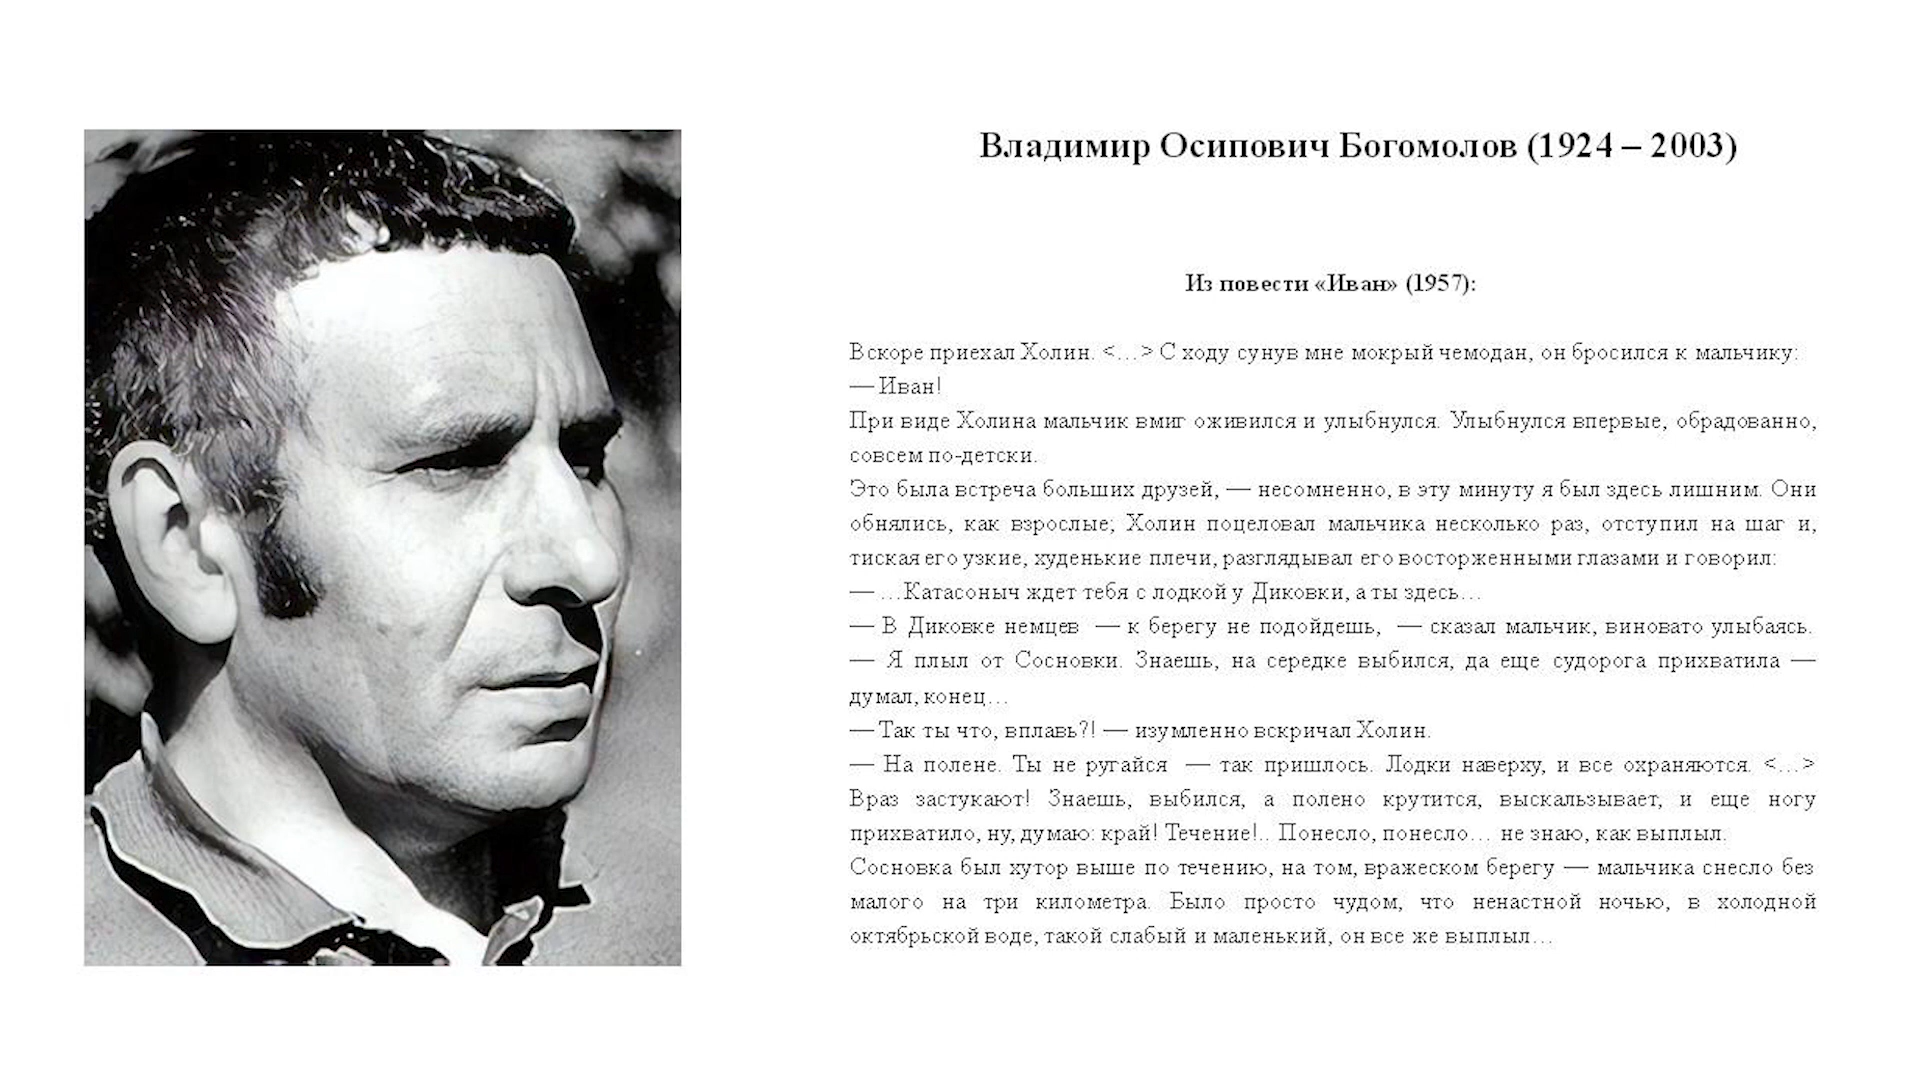 Владимир Осипович Богомолов (1924 – 2003)
Из повести «Иван» (1957):
Вскоре приехал Холин. <…> С ходу сунув мне мокрый чемодан, он бросился к мальчику:
— Иван!
При виде Холина мальчик вмиг оживился и улыбнулся. Улыбнулся впервые, обрадованно,
совсем по-детски.
Это была встреча больших друзей, — несомненно, в эту минуту я был здесь лишним. Они
обнялись, как взрослые; Холин поцеловал мальчика несколько раз, отступил на шаг и,
тиская его узкие, худенькие плечи, разглядывал его восторженными глазами и говорил:
— …Катасоныч ждет тебя с лодкой у Диковки, а ты здесь…
— В Диковке немцев — к берегу не подойдешь, — сказал мальчик, виновато улыбаясь.
— Я плыл от Сосновки. Знаешь, на середке выбился, да еще судорога прихватила —
думал, конец…
— Так ты что, вплавь?! — изумленно вскричал Холин.
— На полене. Ты не ругайся — так пришлось. Лодки наверху, и все охраняются. <…>
Враз застукают! Знаешь, выбился, а полено крутится, выскальзывает, и еще ногу
прихватило, ну, думаю: край! Течение!.. Понесло, понесло… не знаю, как выплыл.
Сосновка был хутор выше по течению, на том, вражеском берегу — мальчика снесло без
малого на три километра. Было просто чудом, что ненастной ночью, в холодной
октябрьской воде, такой слабый и маленький, он все же выплыл…